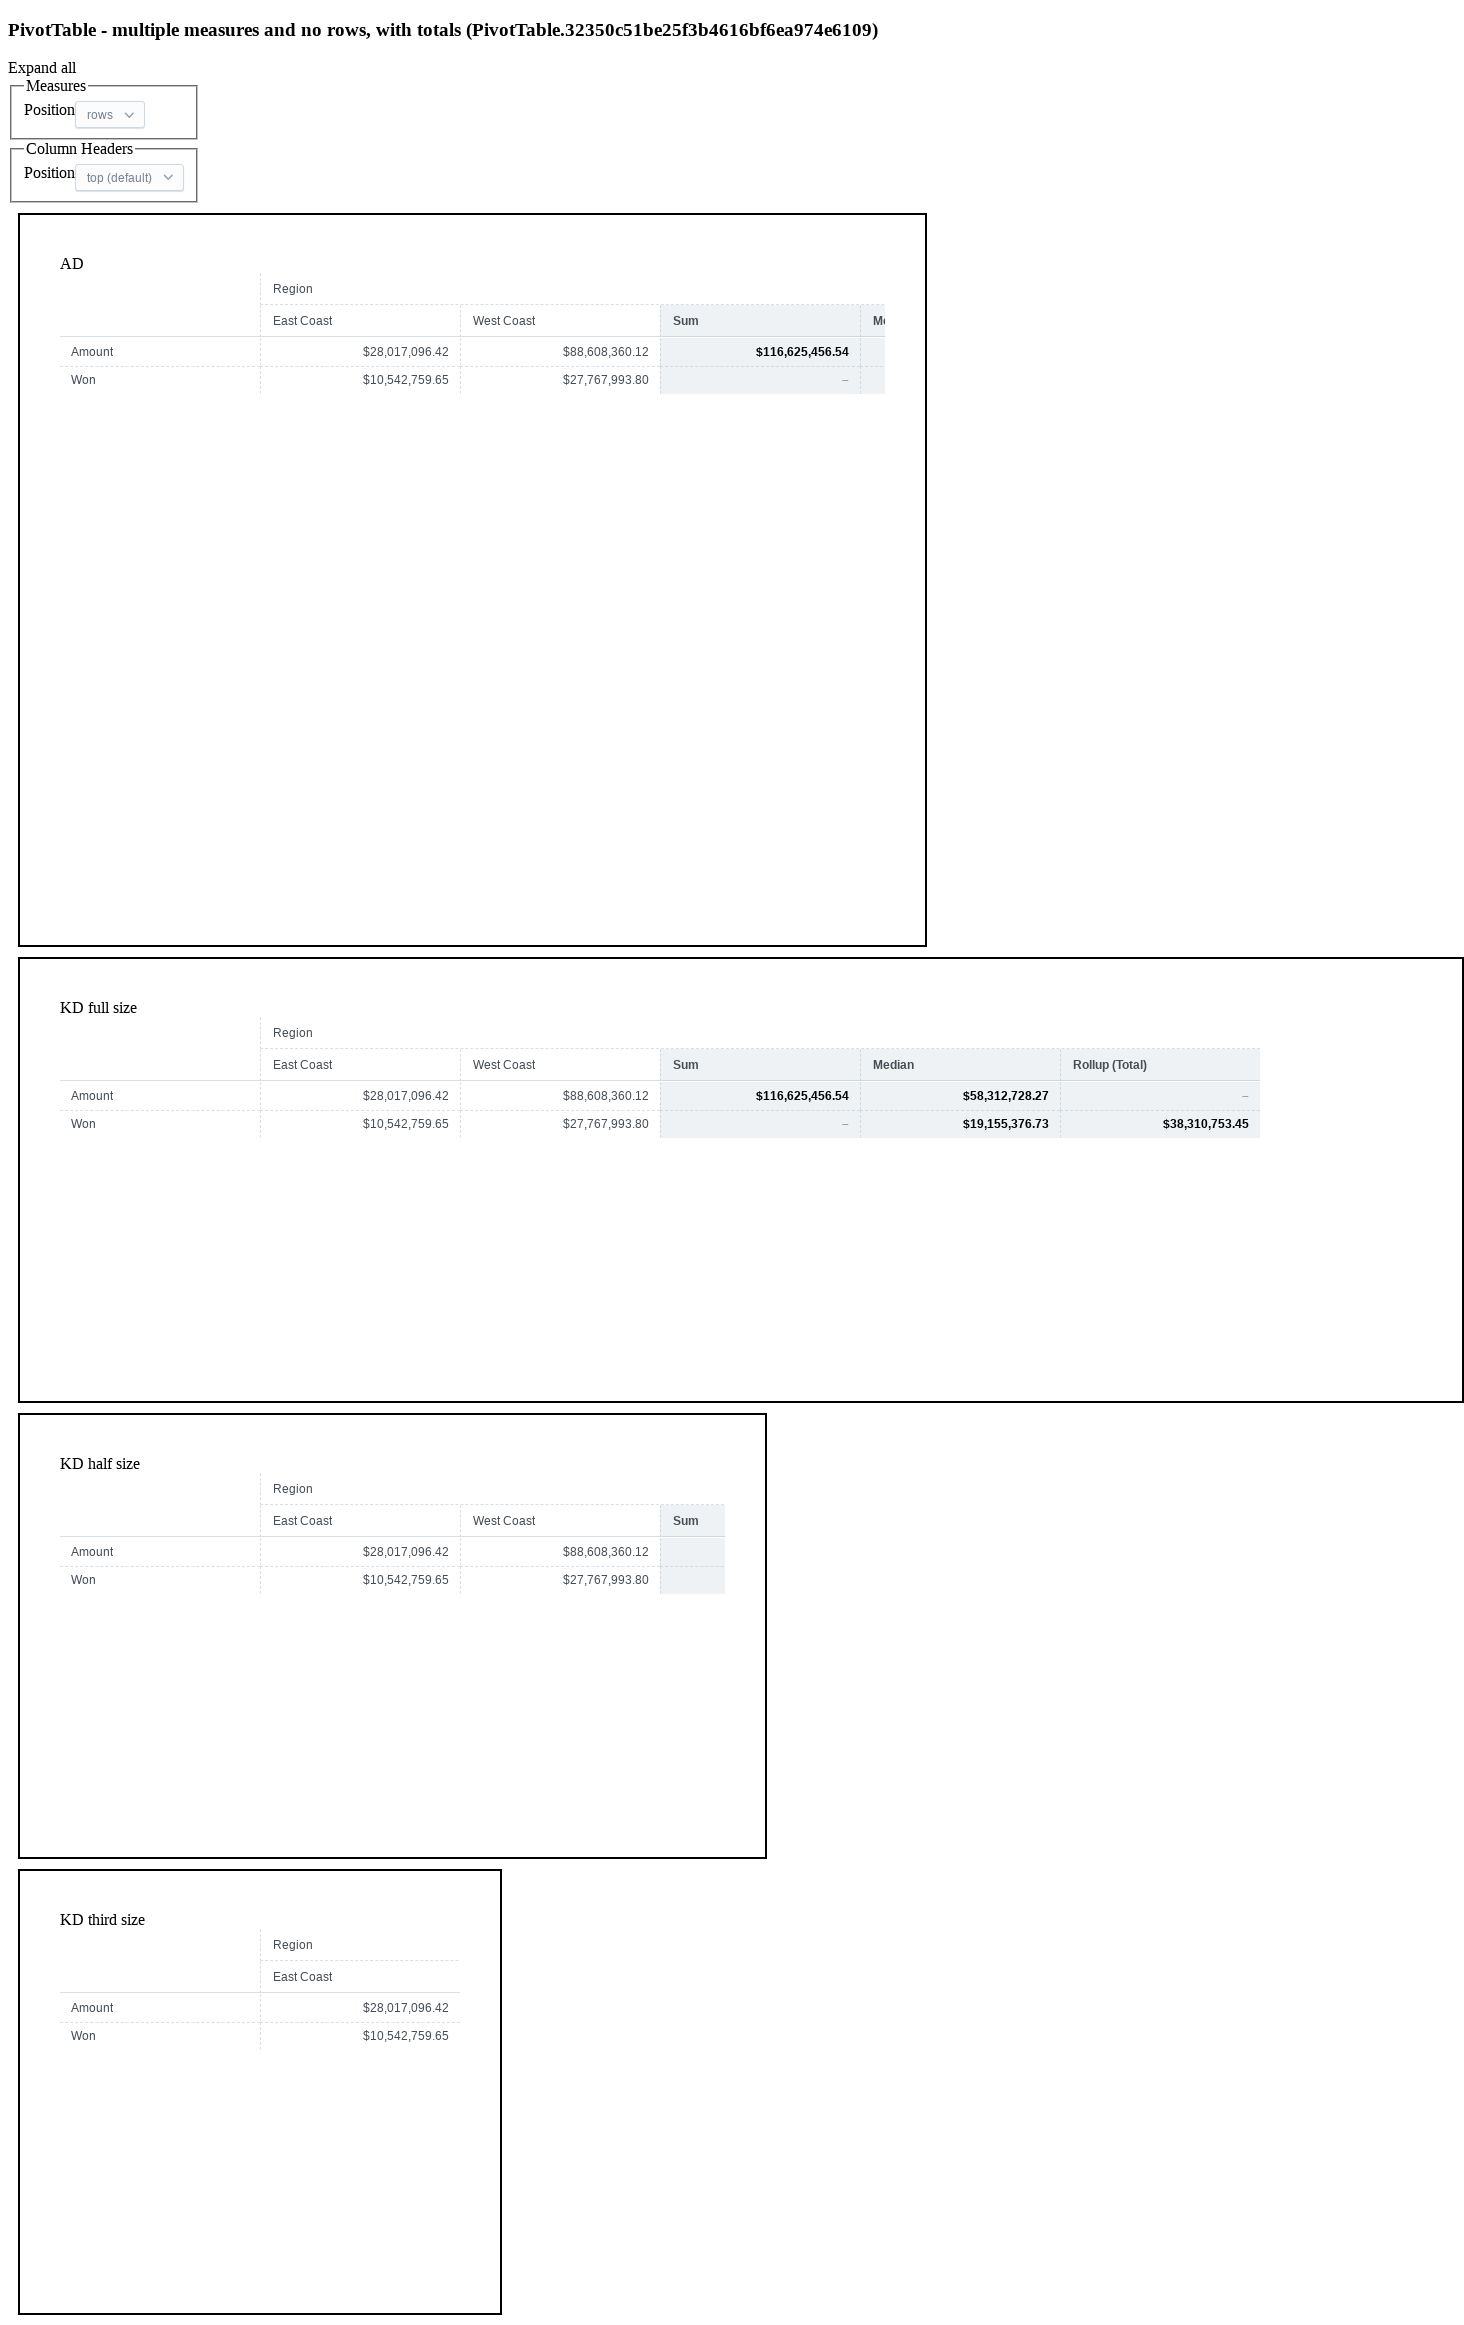 PivotTable - multiple measures and no rows, with totals (PivotTable.32350c51be25f3b4616bf6ea974e6109)
Expand all
Measures
Position rows
Column Headers
Position top (default)
AD
Region
East Coast West Coast Sum
Amount $28,017,096.42 $88,608,360.12 $116,625,456.54
Won $10,542,759.65 $27,767,993.80 –
KD full size
Region
East Coast West Coast Sum Median Rollup (Total)
Amount $28,017,096.42 $88,608,360.12 $116,625,456.54 $58,312,728.27 –
Won $10,542,759.65 $27,767,993.80 – $19,155,376.73 $38,310,753.45
KD half size
Region
East Coast West Coast Sum
Amount $28,017,096.42 $88,608,360.12
Won $10,542,759.65 $27,767,993.80
KD third size
Region
East Coast
Amount $28,017,096.42
Won $10,542,759.65